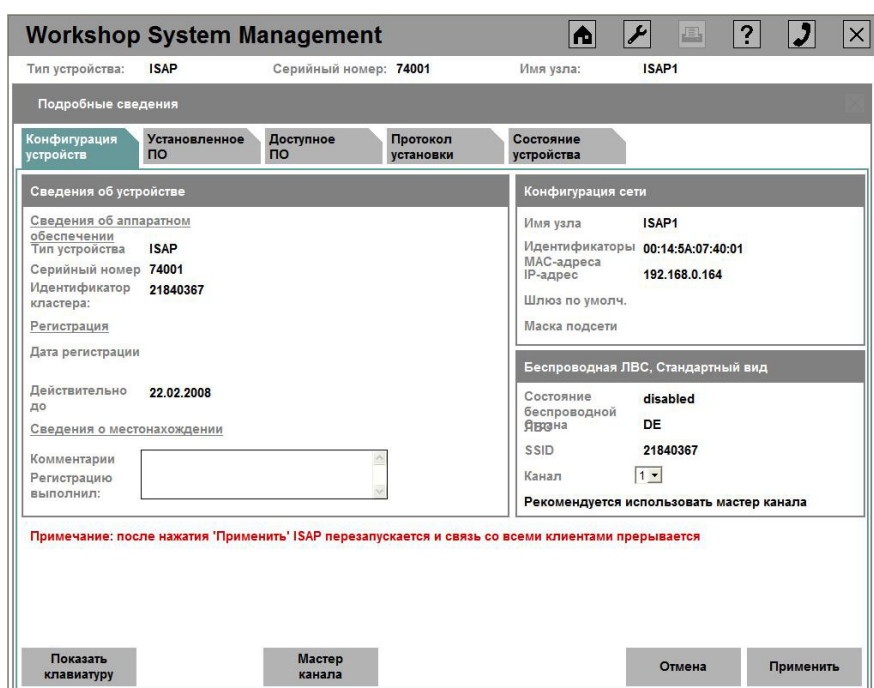 Workshop System Management
Тип устройства: ISAP Серийный номер: 74001 Имя узла: ISAP1
Подробные сведения
Конфигурация устройств
Установленное ПО
Доступное ПО
Протокол установки
Состояние устройства
Сведения об устройстве
Сведения об аппаратном
обеспечении
Тип устройства ISAP
Серийный номер 74001
Идентификатор
кластера: 21840367
Регистрация
Дата регистрации
Действительно
до 22.02.2008
Сведения о местонахождении
Комментарии
Регистрацию
выполнил:
Конфигурация сети
Имя узла ISAP1
Идентификаторы 00:14:5A:07:40:01
MAC-адреса
IP-адрес 192.168.0.164
Шлюз по умолч.
Маска подсети
Беспроводная ЛВС, Стандартный вид
Состояние
беспроводной disabled
ЛВС
Страна DE
SSID 21840367
Канал 1
Рекомендуется использовать мастер канала
Примечание: после нажатия 'Применить' ISAP перезапускается и связь со всеми клиентами прерывается
Показать
клавиатуру
Мастер
канала
Отмена
Применить